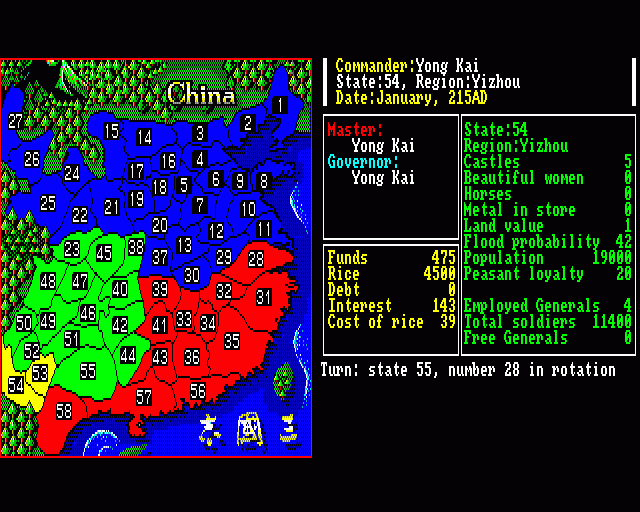 Commander:Yong Kai
State:54, Region:Yizhou
Date:January, 215AD
China
1
2
3
14
15
27
16
4
26
24
17
18
5
6
9
8
25
22
21
19
7
10
20
12
11
23
45
38
13
37
29
28
30
48
47
40
39
32
31
50
49
46
42
41
33
34
51
35
52
44
43
36
54
53
55
56
57
58
三国志
Master:
Yong Kai
Governor:
Yong Kai
Funds 475
Rice 4500
Debt 0
Interest 143
Cost of rice 39
State:54
Region:Yizhou
Castles 5
Beautiful women 0
Horses 0
Metal in store 0
Land value 1
Flood probability 42
Population 19000
Peasant loyalty 20
Employed Generals 4
Total soldiers 11400
Free Generals 0
Turn: state 55, number 28 in rotation